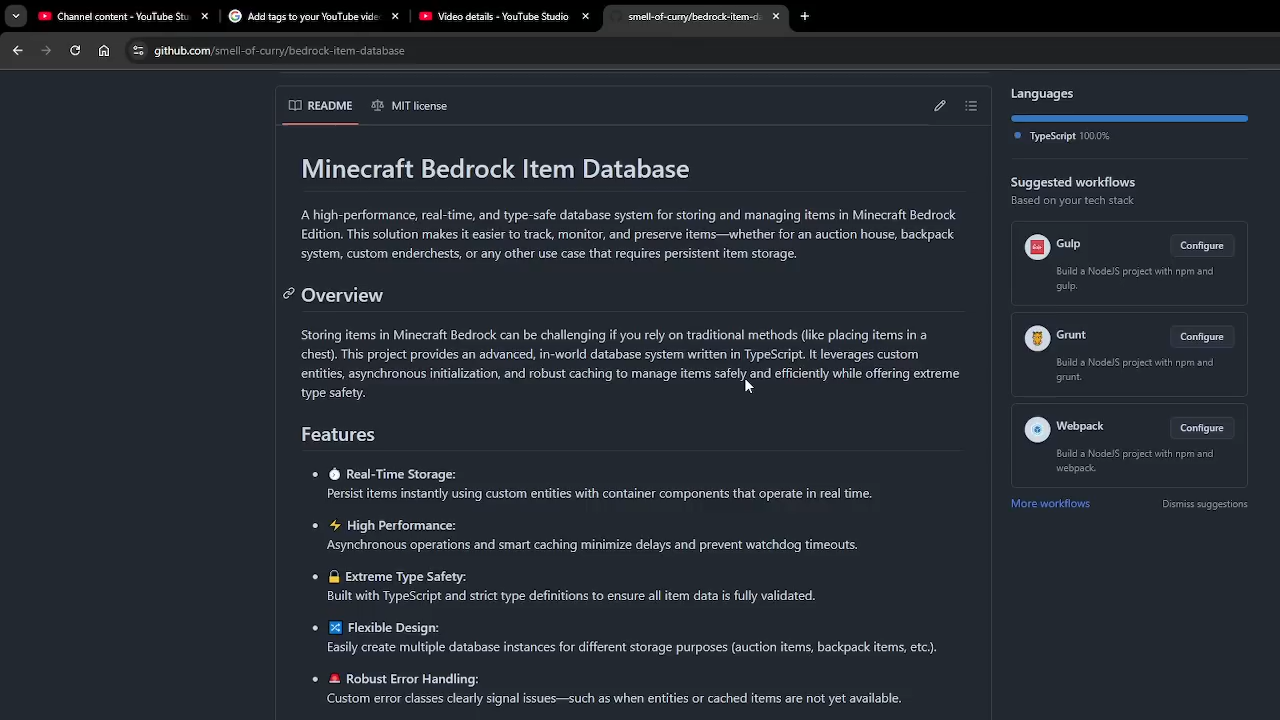 Channel content - YouTube Stu
Add tags to your YouTube vide
Video details - YouTube Studio
smell-of-curry/bedrock-item-da
github.com/smell-of-curry/bedrock-item-database
README
MIT license
Minecraft Bedrock Item Database
A high-performance, real-time, and type-safe database system for storing and managing items in Minecraft Bedrock
Edition. This solution makes it easier to track, monitor, and preserve items—whether for an auction house, backpack
system, custom enderchests, or any other use case that requires persistent item storage.
Overview
Storing items in Minecraft Bedrock can be challenging if you rely on traditional methods (like placing items in a
chest). This project provides an advanced, in-world database system written in TypeScript. It leverages custom
entities, asynchronous initialization, and robust caching to manage items safely and efficiently while offering extreme
type safety.
Features
Real-Time Storage:
Persist items instantly using custom entities with container components that operate in real time.
High Performance:
Asynchronous operations and smart caching minimize delays and prevent watchdog timeouts.
Extreme Type Safety:
Built with TypeScript and strict type definitions to ensure all item data is fully validated.
Flexible Design:
Easily create multiple database instances for different storage purposes (auction items, backpack items, etc.).
Robust Error Handling:
Custom error classes clearly signal issues—such as when entities or cached items are not yet available.
Languages
TypeScript 100.0%
Suggested workflows
Based on your tech stack
Gulp
Configure
Build a NodeJS project with npm and
gulp.
Grunt
Configure
Build a NodeJS project with npm and
grunt.
Webpack
Configure
Build a NodeJS project with npm and
webpack.
More workflows
Dismiss suggestions